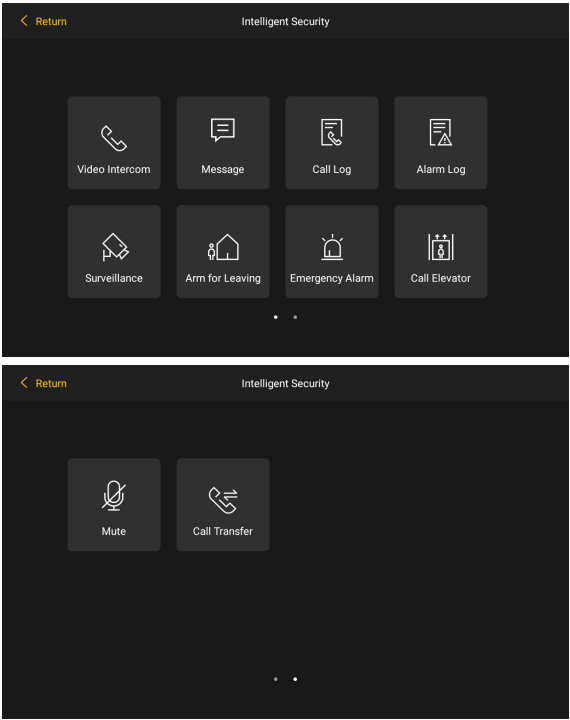 Return
Intelligent Security
Video Intercom
Message
Call Log
Alarm Log
Surveillance
Arm for Leaving
Emergency Alarm
Call Elevator
Return
Intelligent Security
Mute
Call Transfer